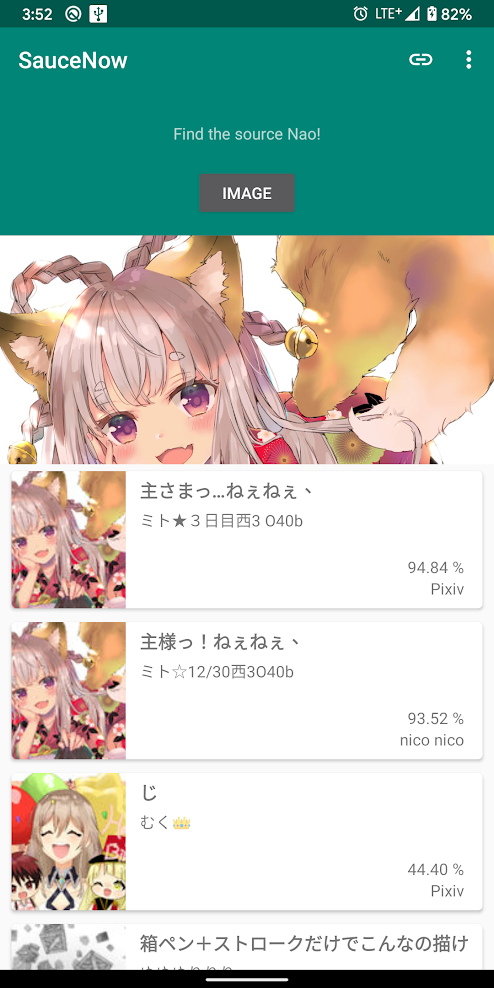 3:52
LTE+
82%
SauceNow
Find the source Nao!
IMAGE
主さまっ…ねぇねぇ、
ミト★３日目西3 O40b
94.84 %
Pixiv
主様っ！ねぇねぇ、
ミト☆12/30西3O40b
93.52 %
nico nico
じ
むく👑
44.40 %
Pixiv
箱ペン＋ストロークだけでこんなの描け